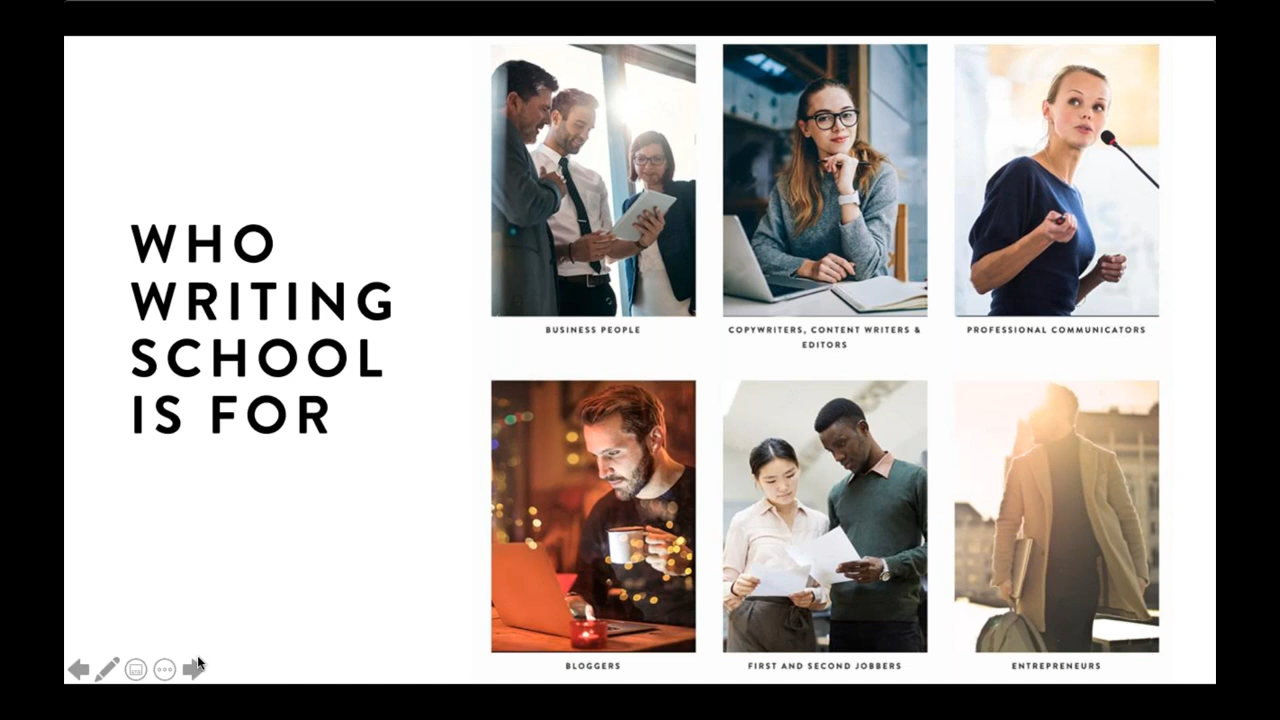 WHO
WRITING
SCHOOL
IS FOR
BUSINESS PEOPLE
COPYWRITERS, CONTENT WRITERS &
EDITORS
PROFESSIONAL COMMUNICATORS
BLOGGERS
FIRST AND SECOND JOBBERS
ENTREPRENEURS